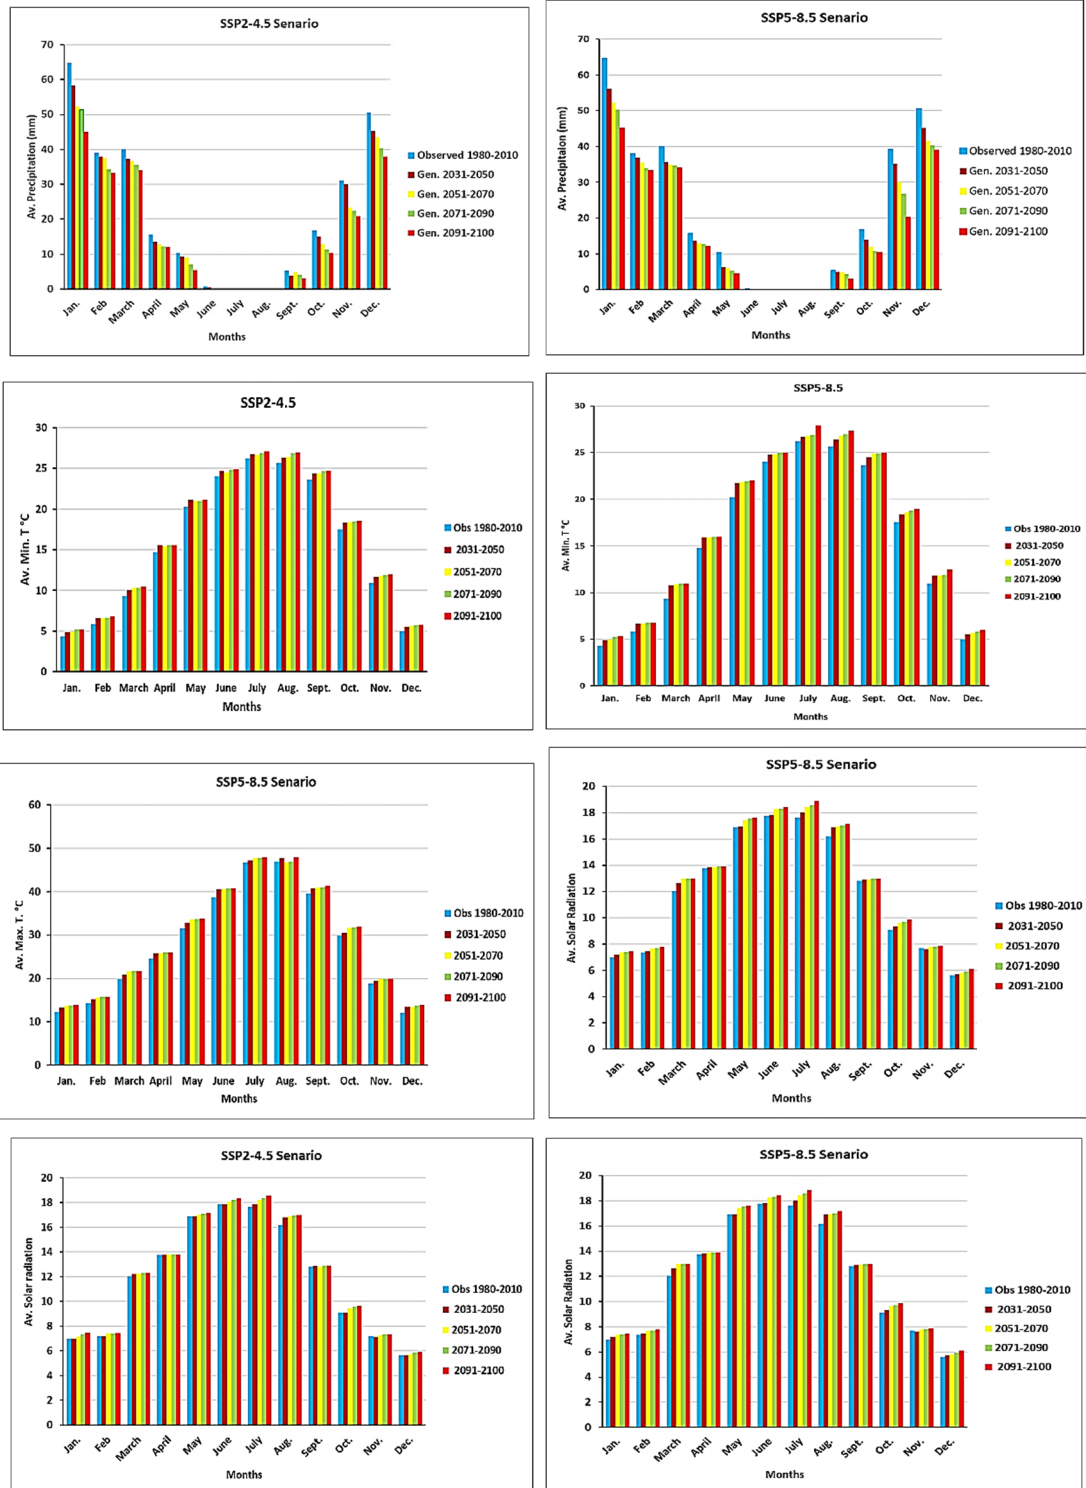 SSP2-4.5 Senario
70
60
50
40
30
20
10
0
Av. Precipitation (mm)
Jan. Feb March April May June July Aug. Sept. Oct. Nov. Dec.
Months
Observed 1980-2010
Gen. 2031-2050
Gen. 2051-2070
Gen. 2071-2090
Gen. 2091-2100
SSP5-8.5 Senario
70
60
50
40
30
20
10
0
Av. Precipitaion (mm)
Jan. Feb March April May June July Aug. Sept. Oct. Nov. Dec.
Months
Observed 1980-2010
Gen. 2031-2050
Gen. 2051-2070
Gen. 2071-2090
Gen. 2091-2100
SSP2-4.5
30
25
20
15
10
5
0
Av. Min. T °C
Jan. Feb March April May June July Aug. Sept. Oct. Nov. Dec.
Months
Obs 1980-2010
2031-2050
2051-2070
2071-2090
2091-2100
SSP5-8.5
30
25
20
15
10
5
0
Av. Min. T °C
Jan. Feb March April May June July Aug. Sept. Oct. Nov. Dec.
Months
Obs 1980-2010
2031-2050
2051-2070
2071-2090
2091-2100
SSP5-8.5 Senario
60
50
40
30
20
10
0
Av. Max. T. °C
Jan. Feb March April May June July Aug. Sept. Oct. Nov. Dec.
Months
Obs 1980-2010
2031-2050
2051-2070
2071-2090
2091-2100
SSP5-8.5 Senario
20
18
16
14
12
10
8
6
4
2
0
Av. Solar Radiation
Jan. Feb March April May June July Aug. Sept. Oct. Nov. Dec.
Months
Obs 1980-2010
2031-2050
2051-2070
2071-2090
2091-2100
SSP2-4.5 Senario
20
18
16
14
12
10
8
6
4
2
0
Av. Solar radiation
Jan. Feb March April May June July Aug. Sept. Oct. Nov. Dec.
Months
Obs 1980-2010
2031-2050
2051-2070
2071-2090
2091-2100
SSP5-8.5 Senario
20
18
16
14
12
10
8
6
4
2
0
Av. Solar Radiation
Jan. Feb March April May June July Aug. Sept. Oct. Nov. Dec.
Months
Obs 1980-2010
2031-2050
2051-2070
2071-2090
2091-2100